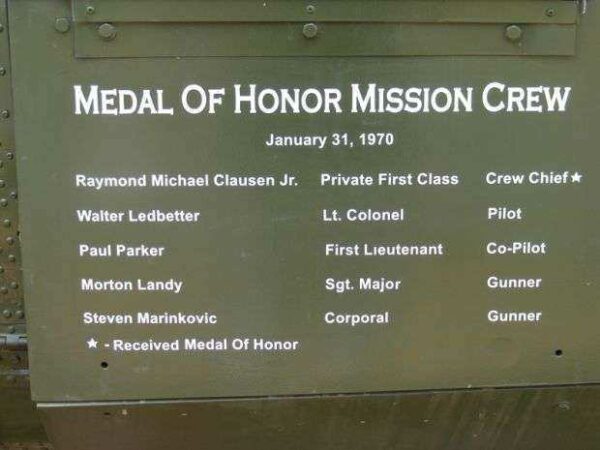 MEDAL OF HONOR MISSION CREW
January 31, 1970
Raymond Michael Clausen Jr. Private First Class Crew Chief ★
Walter Ledbetter Lt. Colonel Pilot
Paul Parker First Lieutenant Co-Pilot
Morton Landy Sgt. Major Gunner
Steven Marinkovic Corporal Gunner
★ - Received Medal Of Honor